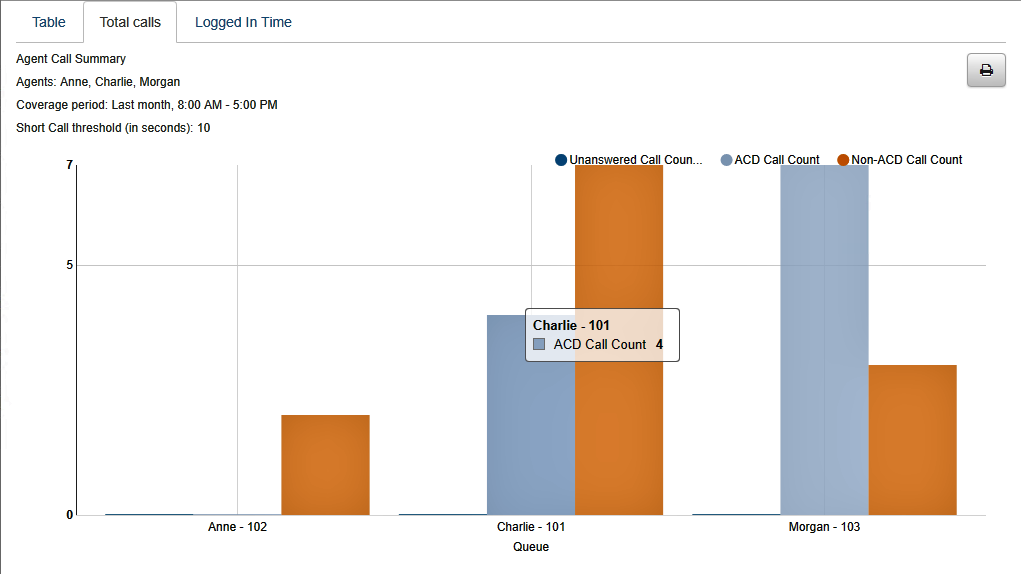 Table Total calls Logged In Time
Agent Call Summary
Agents: Anne, Charlie, Morgan
Coverage period: Last month, 8:00 AM - 5:00 PM
Short Call threshold (in seconds): 10
Unanswered Call Coun... ACD Call Count Non-ACD Call Count
7
5
Charlie - 101
ACD Call Count 4
0
Anne - 102 Charlie - 101 Morgan - 103
Queue